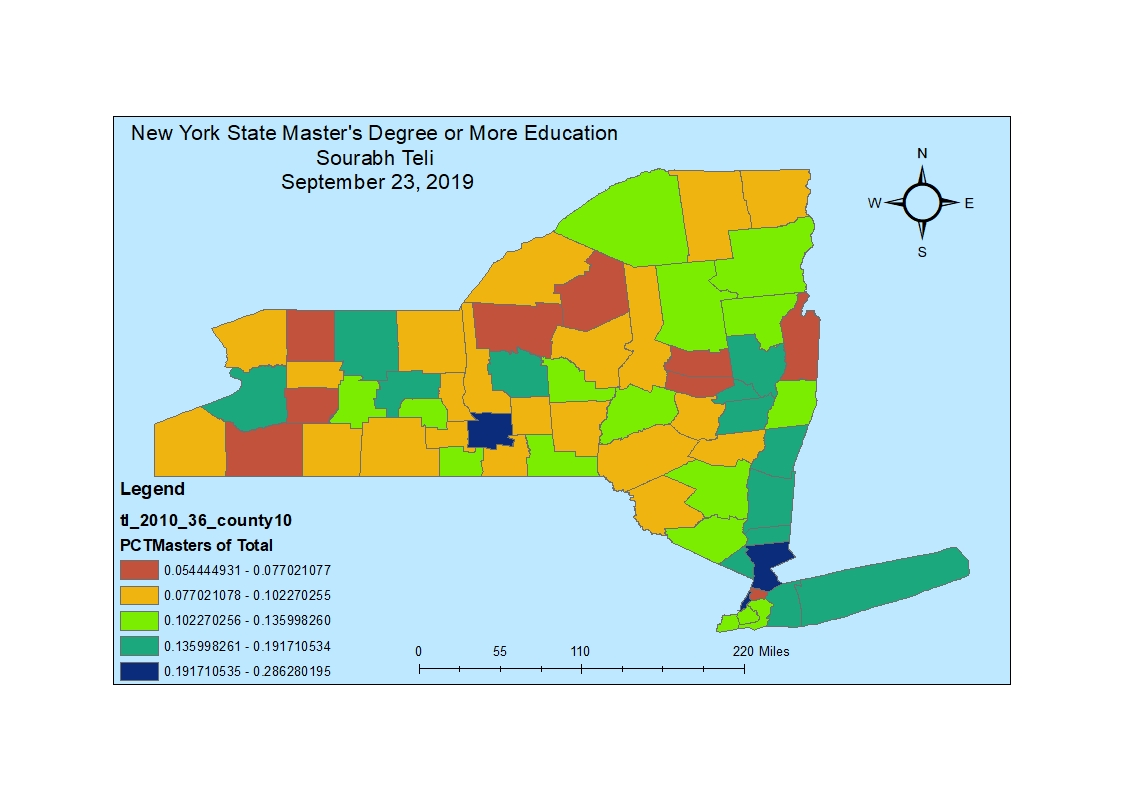 New York State Master's Degree or More Education
Sourabh Teli
September 23, 2019
N
W E
S
Legend
tl_2010_36_county10
PCTMasters of Total
0.054444931 - 0.077021077
0.077021078 - 0.102270255
0.102270256 - 0.135998260
0.135998261 - 0.191710534
0.191710535 - 0.286280195
0 55 110 220 Miles